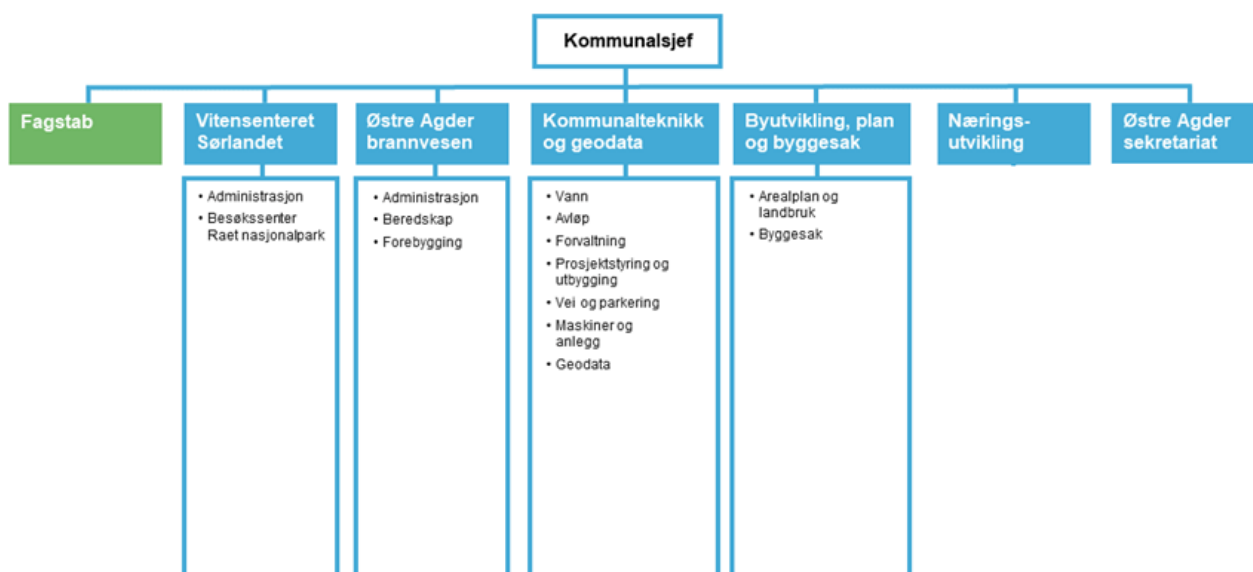 Kommunalsjef
Fagstab
Vitensenteret
Sørlandet
• Administrasjon
• Besøkssenter
Raet nasjonalpark
Østre Agder
brannvesen
• Administrasjon
• Beredskap
• Forebygging
Kommunalteknikk
og geodata
• Vann
• Avløp
• Forvaltning
• Prosjektstyring og
utbygging
• Vei og parkering
• Maskiner og
anlegg
• Geodata
Byutvikling, plan
og byggesak
• Arealplan og
landbruk
• Byggesak
Nærings-
utvikling
Østre Agder
sekretariat